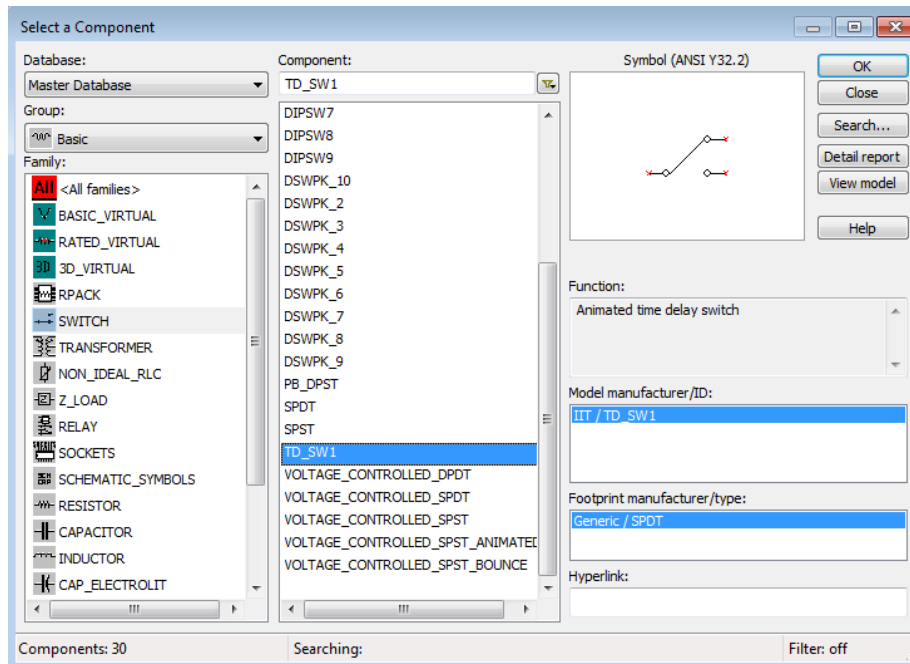 Select a Component
Database:
Master Database
Group:
Basic
Family:
All <All families>
BASIC_VIRTUAL
RATED_VIRTUAL
3D 3D_VIRTUAL
RPACK
SWITCH
TRANSFORMER
NON_IDEAL_RLC
Z_LOAD
RELAY
SOCKETS
SCHEMATIC_SYMBOLS
RESISTOR
CAPACITOR
INDUCTOR
CAP_ELECTROLIT
Component:
TD_SW1
DIPSW7
DIPSW8
DIPSW9
DSWPK_10
DSWPK_2
DSWPK_3
DSWPK_4
DSWPK_5
DSWPK_6
DSWPK_7
DSWPK_8
DSWPK_9
PB_DPST
SPDT
SPST
TD_SW1
VOLTAGE_CONTROLLED_DPDT
VOLTAGE_CONTROLLED_SPDT
VOLTAGE_CONTROLLED_SPST
VOLTAGE_CONTROLLED_SPST_ANIMATED
VOLTAGE_CONTROLLED_SPST_BOUNCE
Symbol (ANSI Y32.2)
OK
Close
Search...
Detail report
View model
Help
Function:
Animated time delay switch
Model manufacturer/ID:
IIT / TD_SW1
Footprint manufacturer/type:
Generic / SPDT
Hyperlink:
Components: 30
Searching:
Filter: off